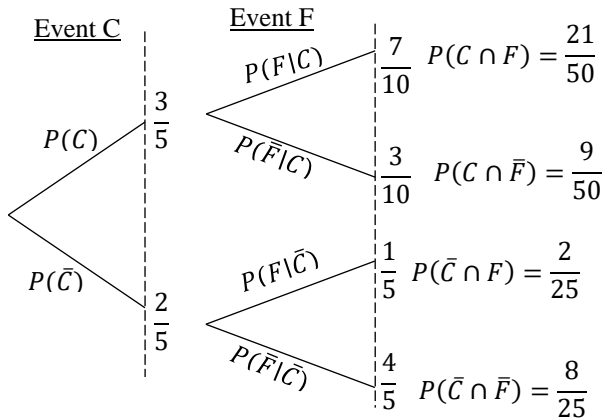 Event C
Event F
P(C)
3/5
P(C̄)
2/5
P(F|C)
7/10 P(C ∩ F) = 21/50
P(F̄|C)
3/10 P(C ∩ F̄) = 9/50
P(F|C̄)
1/5 P(C̄ ∩ F) = 2/25
P(F̄|C̄)
4/5 P(C̄ ∩ F̄) = 8/25